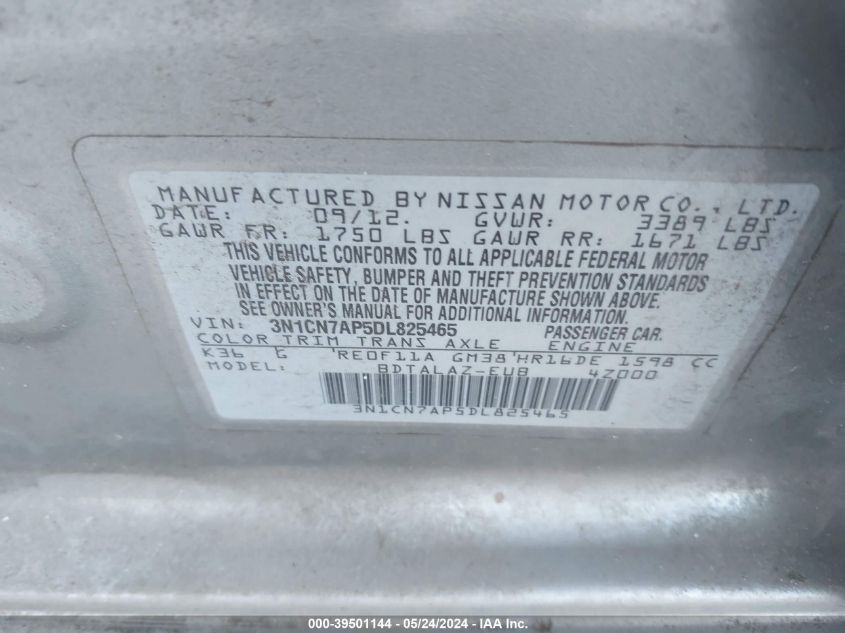 MANUFACTURED BY NISSAN MOTOR CO., LTD.
DATE: 09/12. GVWR: 3389 LBS
GAWR FR: 1750 LBS GAWR RR: 1671 LBS
THIS VEHICLE CONFORMS TO ALL APPLICABLE FEDERAL MOTOR
VEHICLE SAFETY, BUMPER AND THEFT PREVENTION STANDARDS
IN EFFECT ON THE DATE OF MANUFACTURE SHOWN ABOVE.
SEE OWNER'S MANUAL FOR ADDITIONAL INFORMATION.
VIN: 3N1CN7AP5DL825465 PASSENGER CAR.
COLOR TRIM TRANS AXLE ENGINE
K36 G RE0F11A GM38 HR16DE 1598 CC
MODEL: BDTALAZ-EUB 4Z000
3N1CN7AP5DL825465
000-39501144 - 05/24/2024 - IAA Inc.